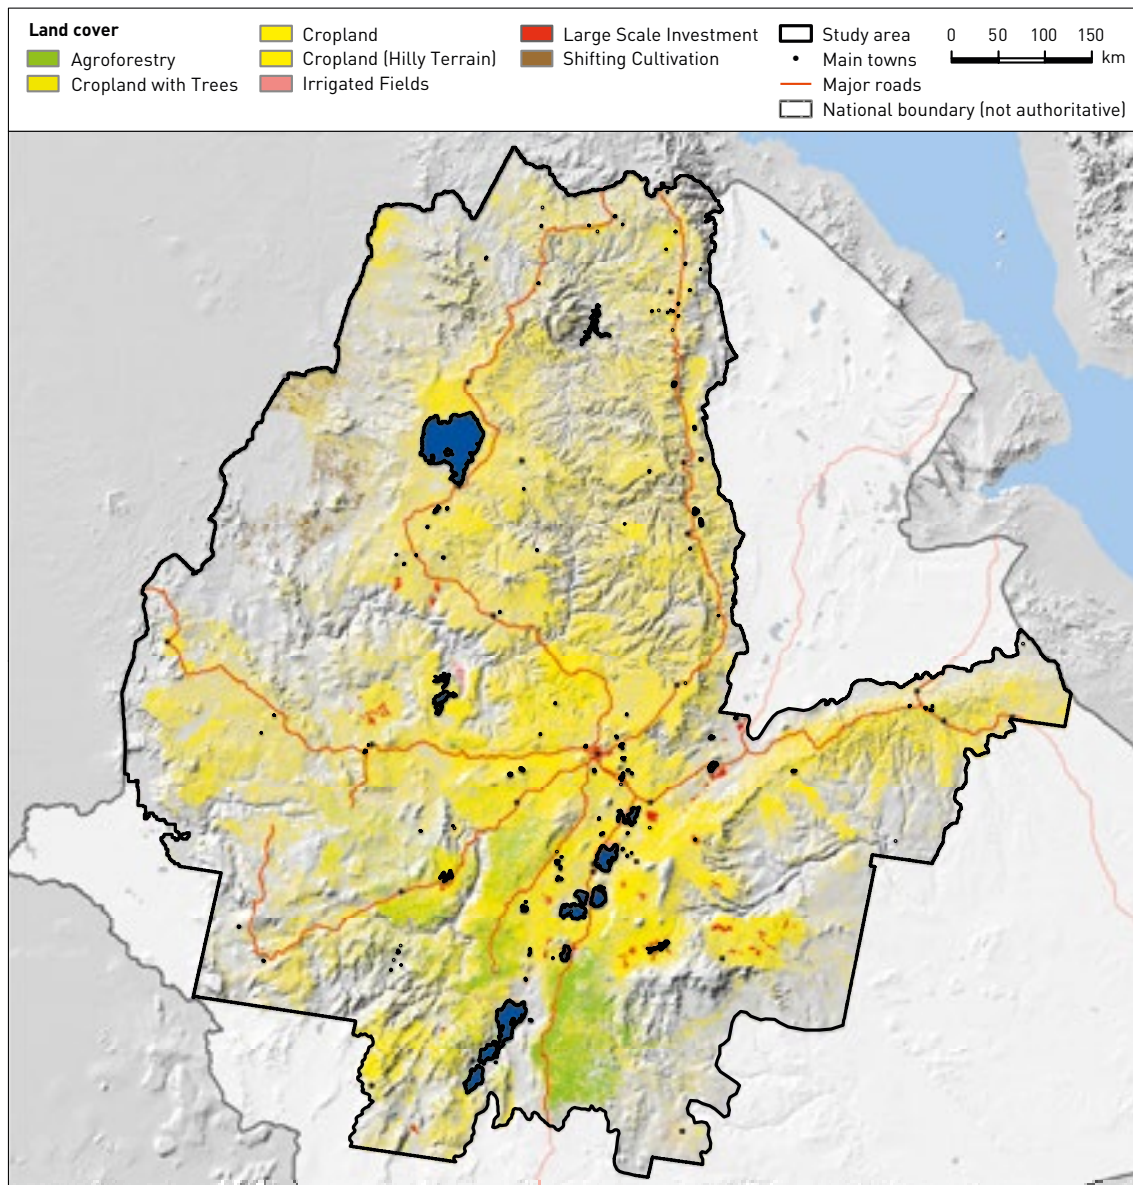 Land cover
Agroforestry
Cropland with Trees
Cropland
Cropland (Hilly Terrain)
Irrigated Fields
Large Scale Investment
Shifting Cultivation
Study area
Main towns
Major roads
National boundary (not authoritative)
0 50 100 150
km